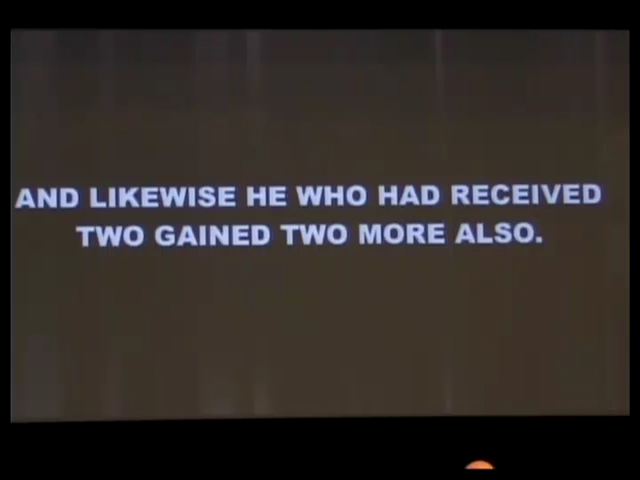 AND LIKEWISE HE WHO HAD RECEIVED
TWO GAINED TWO MORE ALSO.